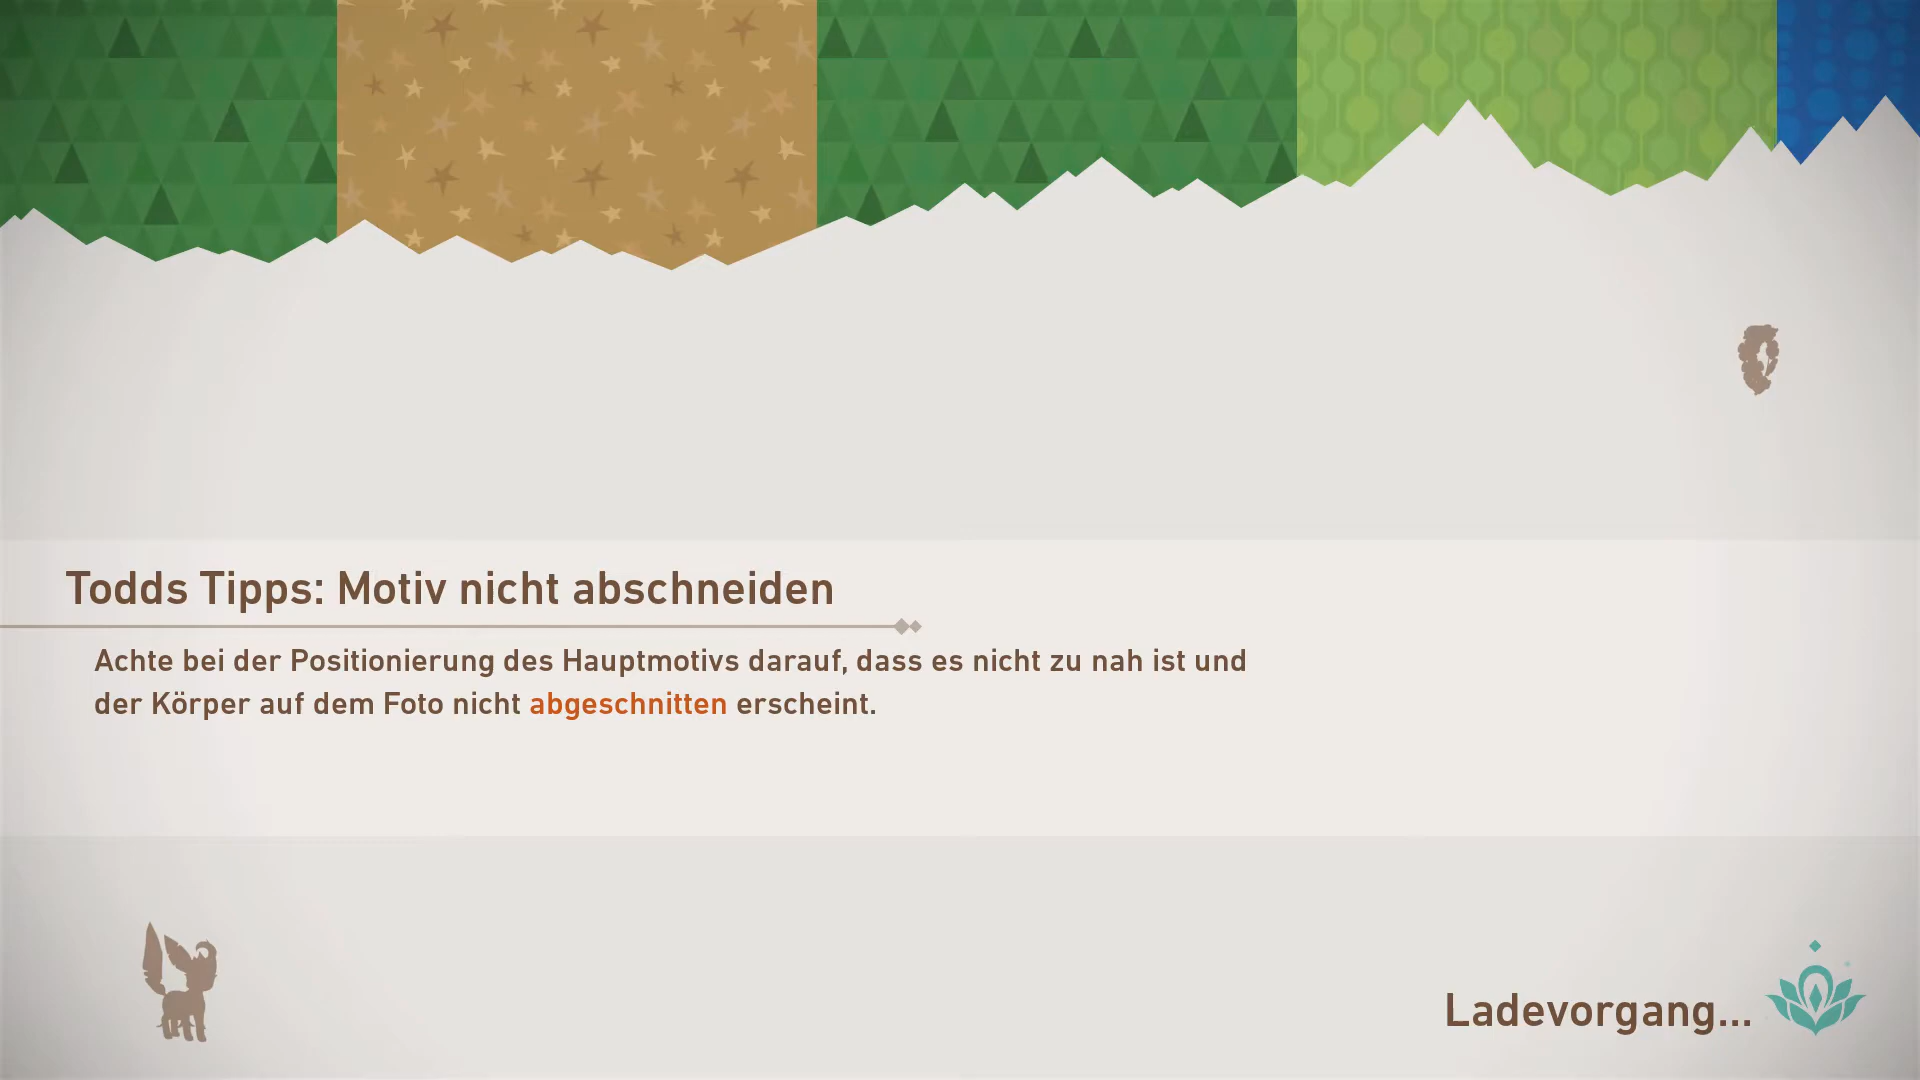 Todds Tipps: Motiv nicht abschneiden
Achte bei der Positionierung des Hauptmotivs darauf, dass es nicht zu nah ist und
der Körper auf dem Foto nicht abgeschnitten erscheint.
Ladevorgang...